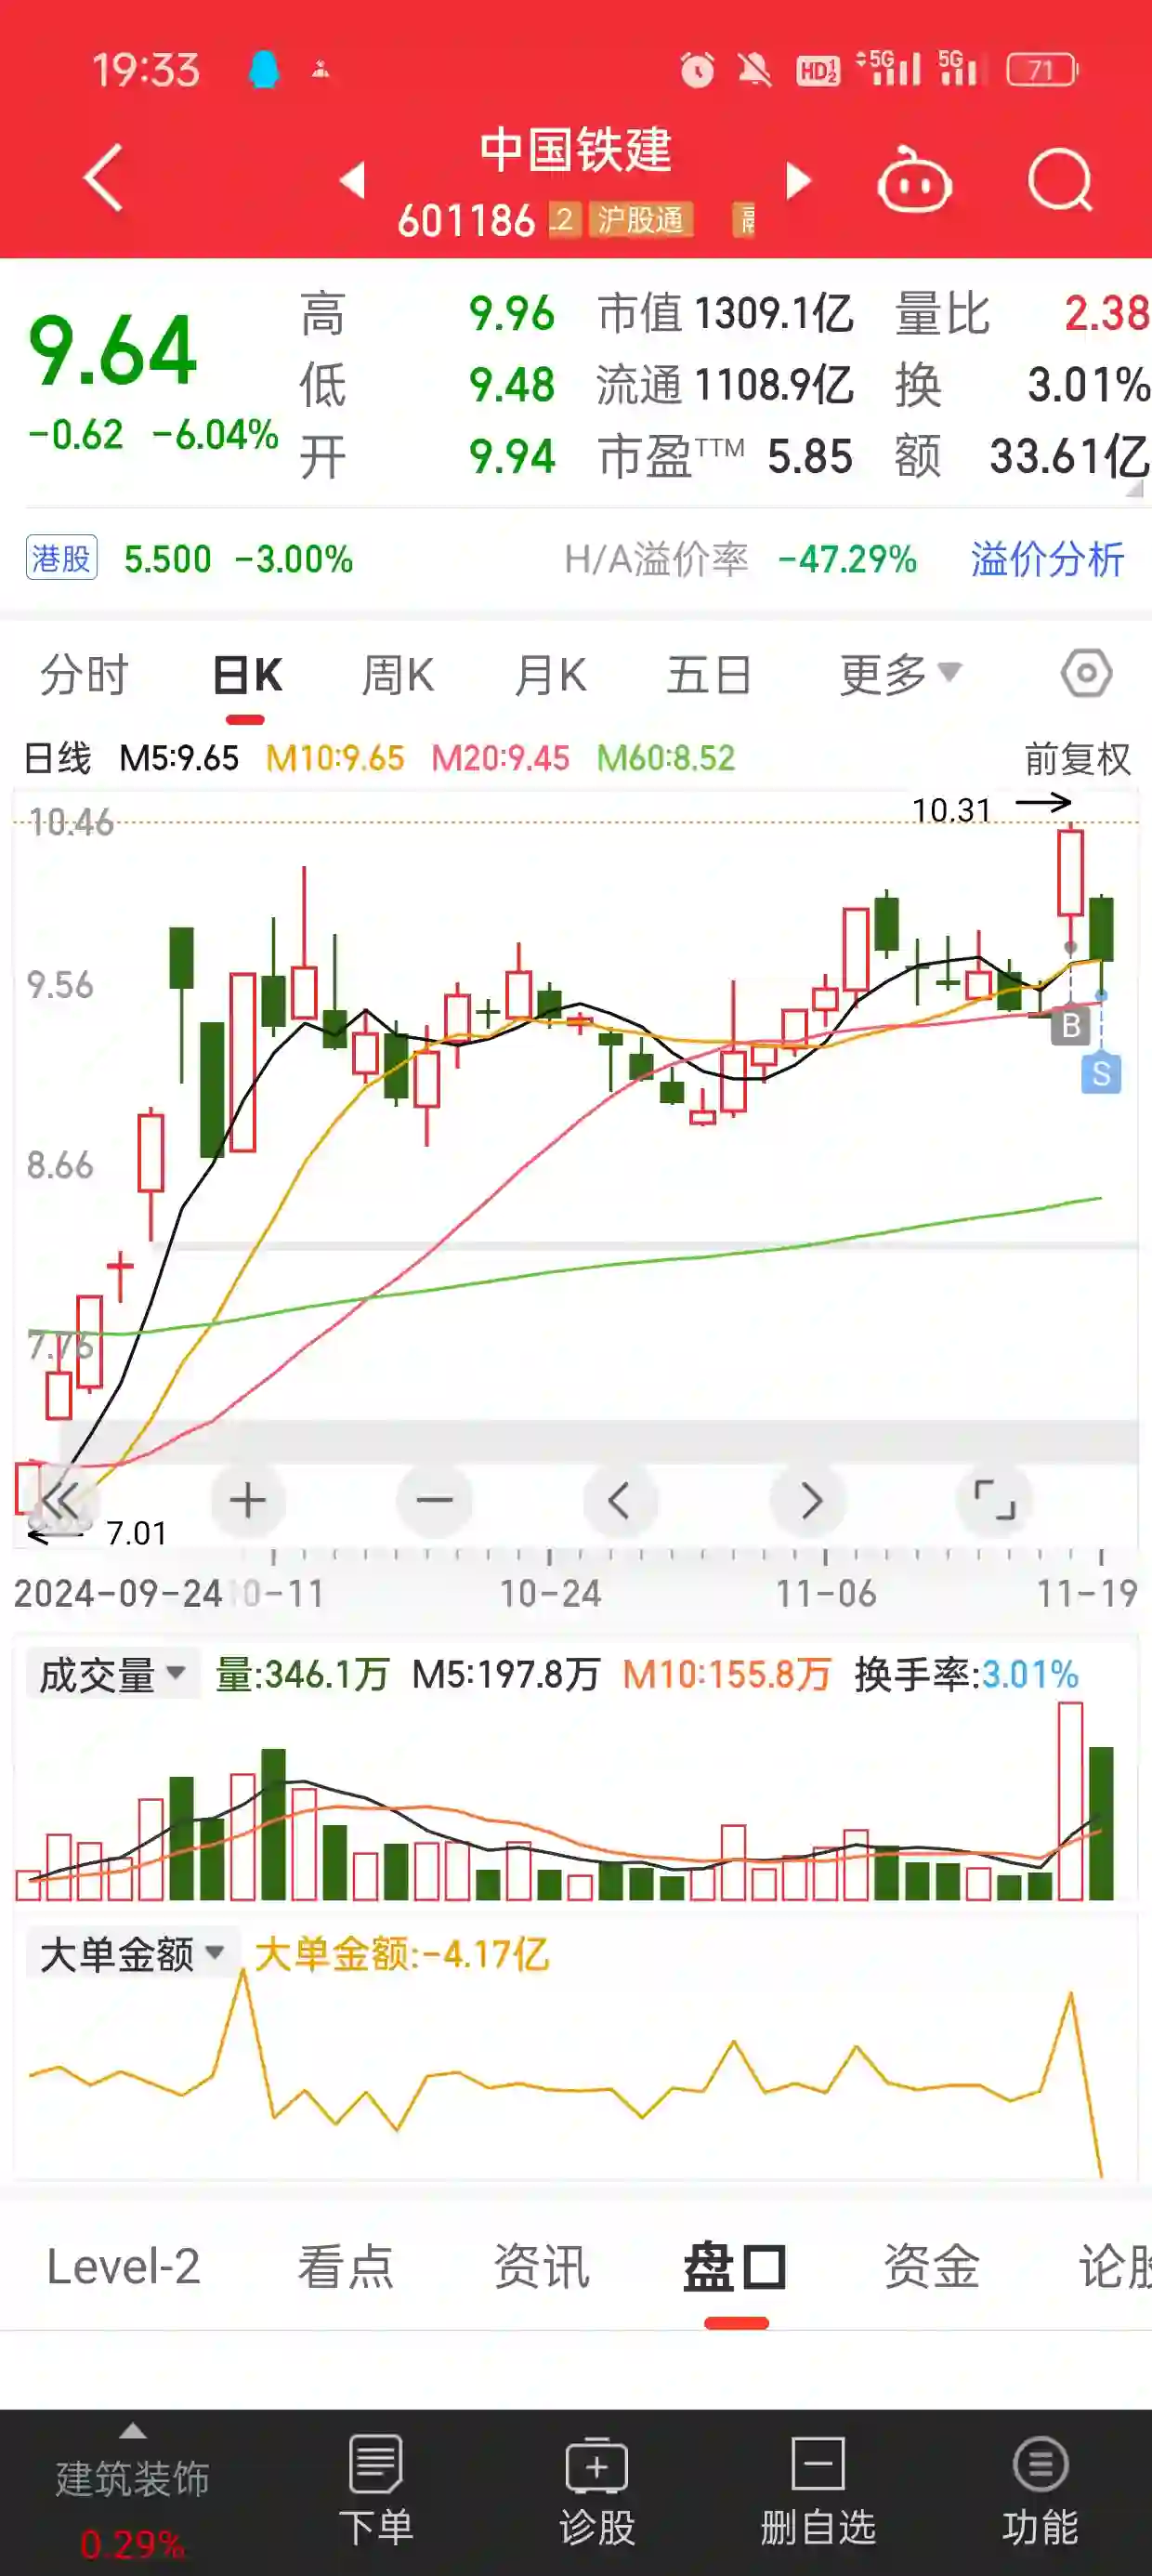 19:33 HD 1 2 5G 5G 71
中国铁建
601186 .2 沪股通
9.64
-0.62 -6.04%
高 9.96 市值 1309.1亿 量比 2.38
低 9.48 流通 1108.9亿 换 3.01%
开 9.94 市盈TTM 5.85 额 33.61亿
港股 5.500 -3.00% H/A溢价率 -47.29% 溢价分析
分时 日K 周K 月K 五日 更多
日线 M5:9.65 M10:9.65 M20:9.45 M60:8.52 前复权
10.46
10.31
9.56
B
S
8.66
7.76
7.01
2024-09-24 10-11 10-24 11-06 11-19
成交量 量:346.1万 M5:197.8万 M10:155.8万 换手率:3.01%
大单金额 大单金额:-4.17亿
Level-2 看点 资讯 盘口 资金 论股
建筑装饰
0.29%
下单 诊股 删自选 功能